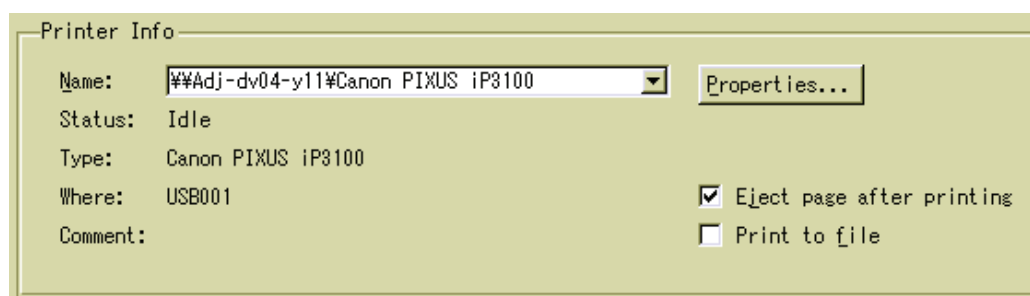 Printer Info
Name: ¥¥Adj-dv04-y11¥Canon PIXUS iP3100 Properties...
Status: Idle
Type: Canon PIXUS iP3100
Where: USB001 Eject page after printing
Comment: Print to file